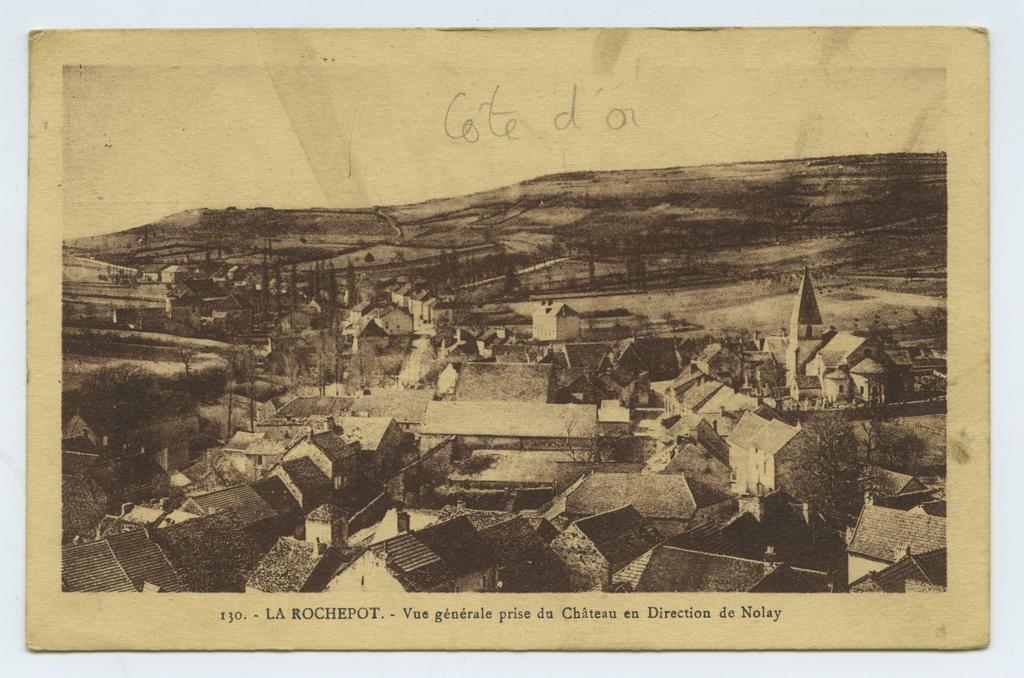 Côte d'or
130. - LA ROCHEPOT. - Vue générale prise du Château en Direction de Nolay